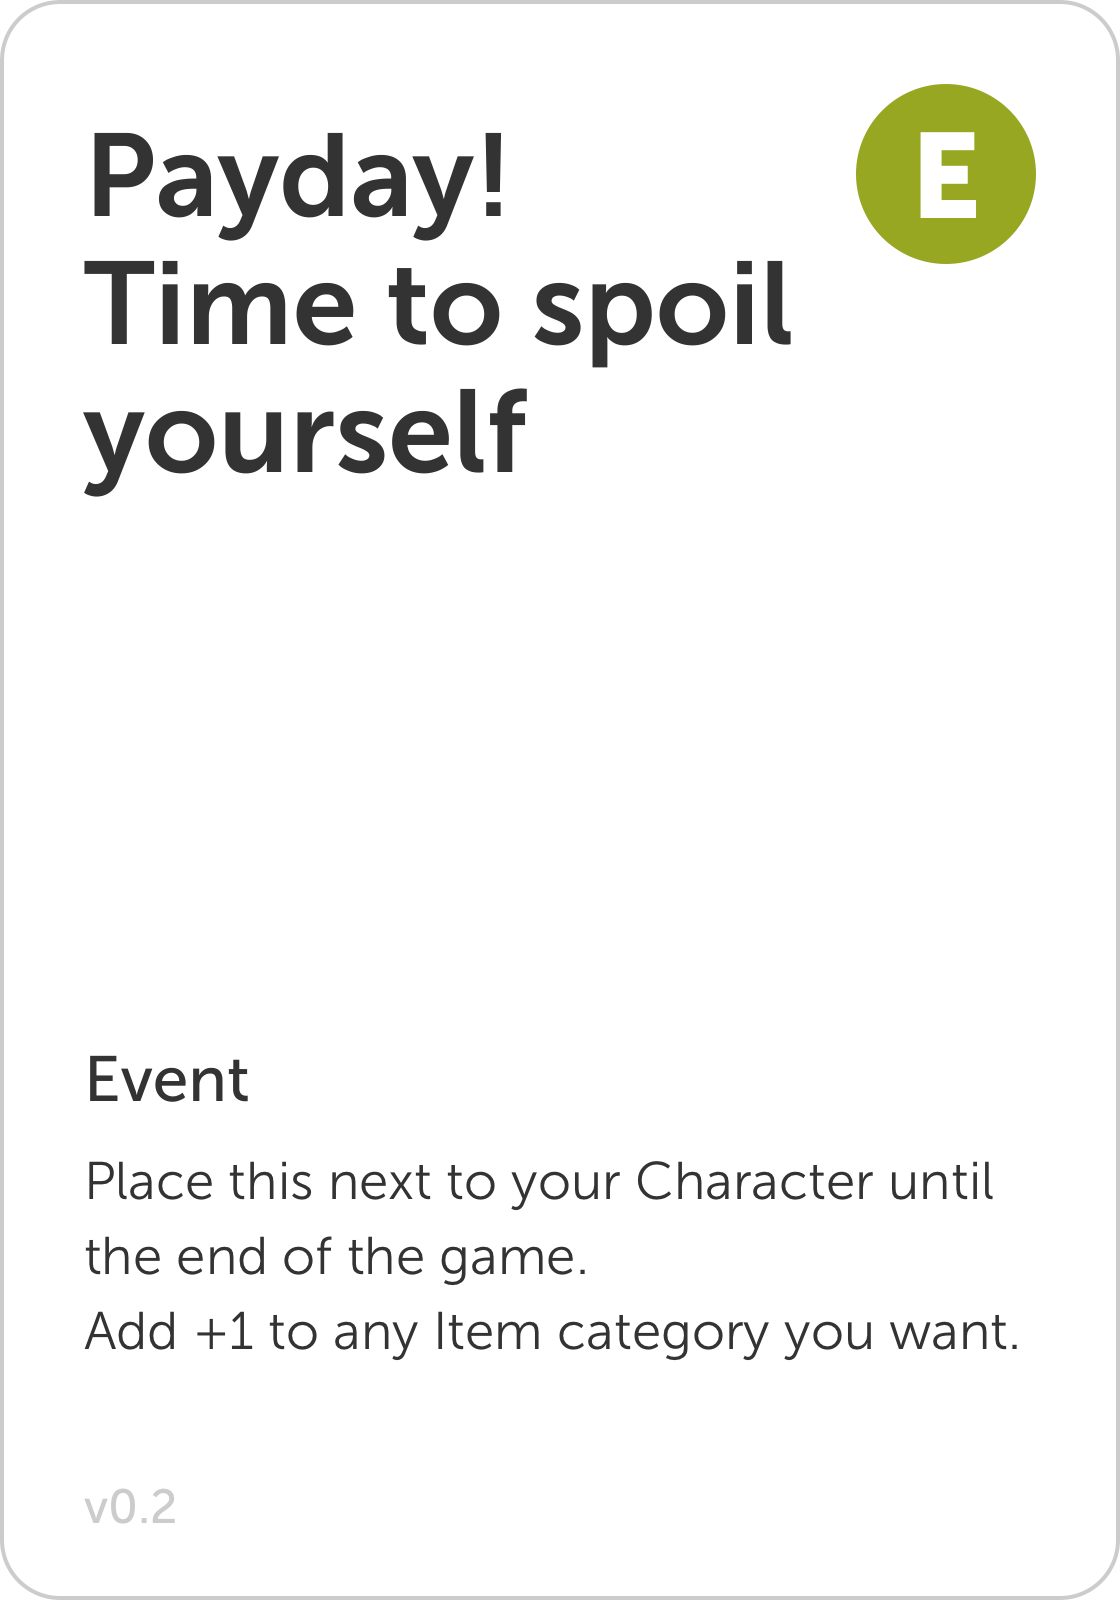 Payday!
E
Time to spoil
yourself
Event
Place this next to your Character until
the end of the game.
Add +1 to any Item category you want.
v0.2